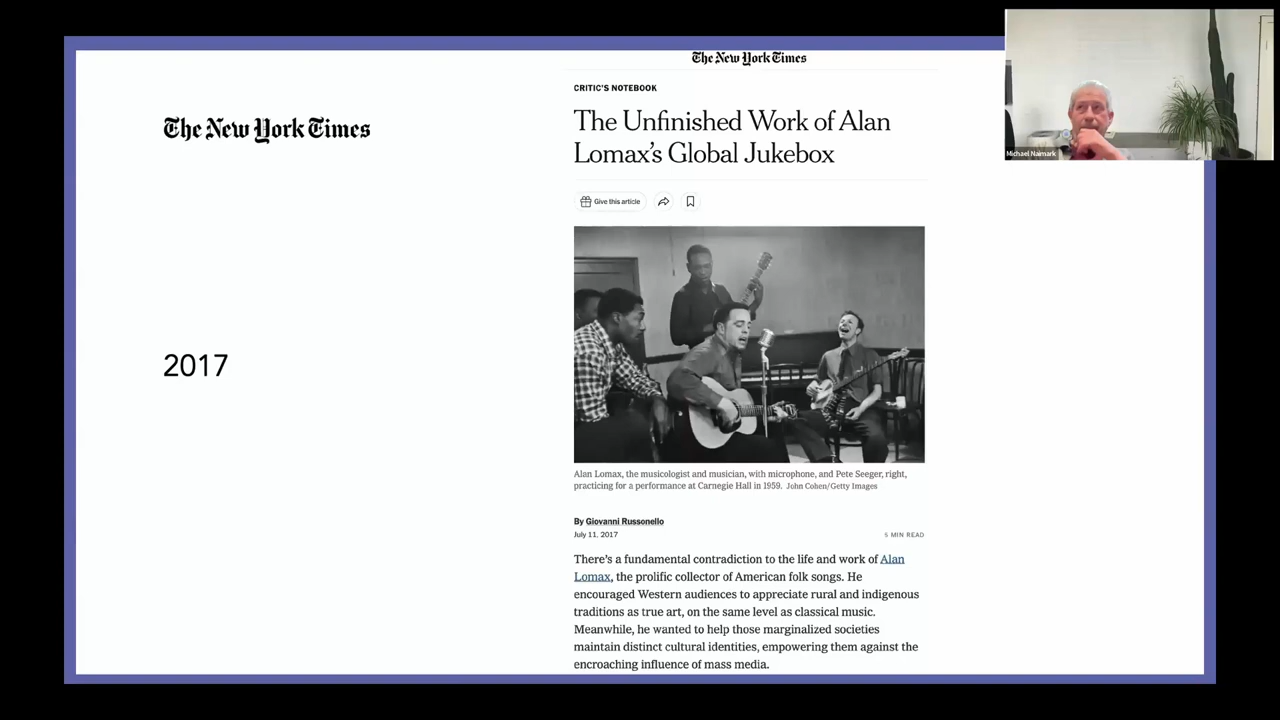 The New York Times
2017
The New York Times
CRITIC'S NOTEBOOK
The Unfinished Work of Alan
Lomax's Global Jukebox
Give this article
Alan Lomax, the musicologist and musician, with microphone, and Pete Seeger, right,
practicing for a performance at Carnegie Hall in 1959. John Cohen/Getty Images
By Giovanni Russonello
July 11, 2017
5 MIN READ
There's a fundamental contradiction to the life and work of Alan
Lomax, the prolific collector of American folk songs. He
encouraged Western audiences to appreciate rural and indigenous
traditions as true art, on the same level as classical music.
Meanwhile, he wanted to help those marginalized societies
maintain distinct cultural identities, empowering them against the
encroaching influence of mass media.
Michael Naimark